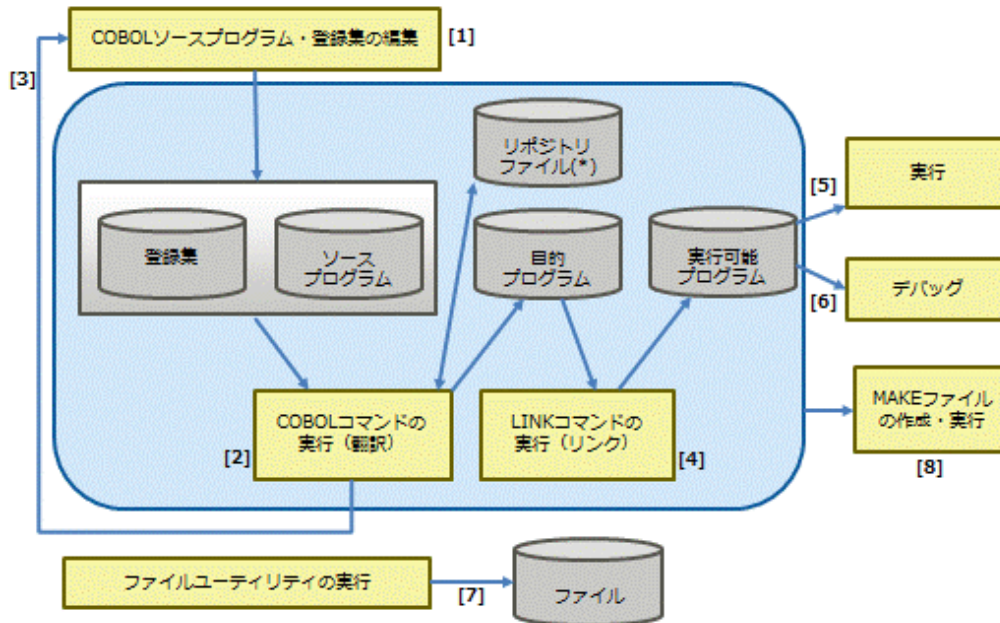 COBOLソースプログラム・登録集の編集
[1]
[3]
リポジトリ
ファイル(*)
登録集
ソース
プログラム
目的
プログラム
実行可能
プログラム
[5]
実行
[6]
デバッグ
COBOLコマンドの
実行（翻訳）
[2]
LINKコマンドの
実行（リンク）
[4]
MAKEファイル
の作成・実行
[8]
ファイルユーティリティの実行
[7]
ファイル